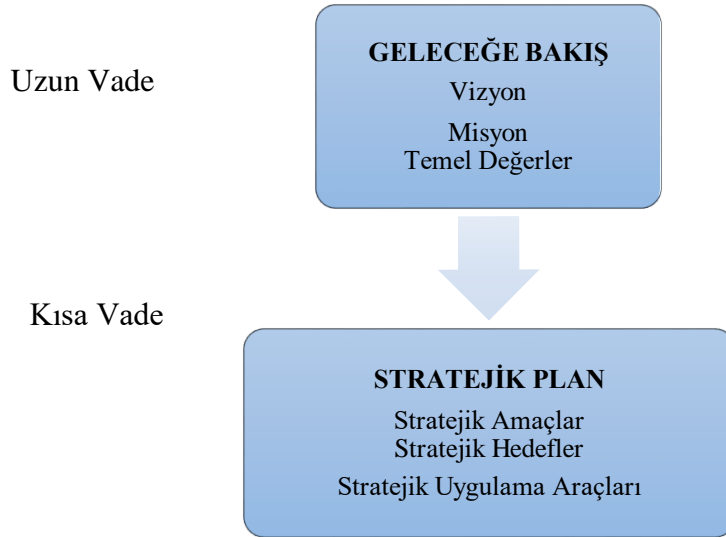 Uzun Vade
GELECEĞE BAKIŞ
Vizyon
Misyon
Temel Değerler
Kısa Vade
STRATEJİK PLAN
Stratejik Amaçlar
Stratejik Hedefler
Stratejik Uygulama Araçları